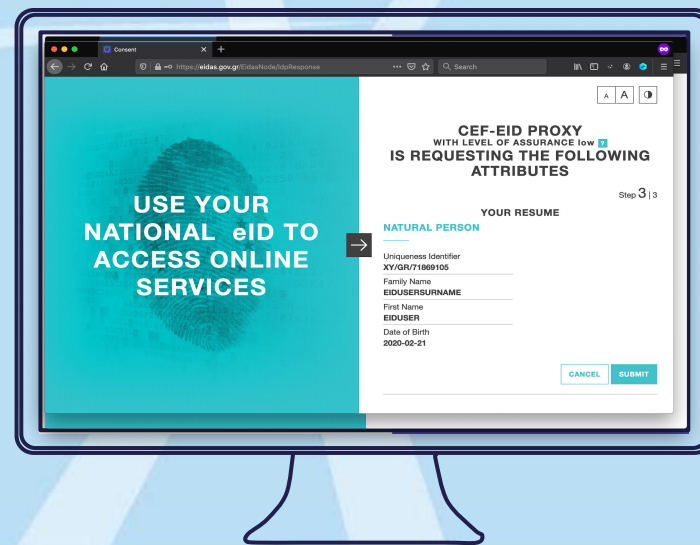 Consent
https://eidas.gov.gr/EidasNode/IdpResponse
Search
A A
CEF-EID PROXY
WITH LEVEL OF ASSURANCE low ?
IS REQUESTING THE FOLLOWING
ATTRIBUTES
Step 3 | 3
USE YOUR
NATIONAL eID TO
ACCESS ONLINE
SERVICES
YOUR RESUME
NATURAL PERSON
Uniqueness Identifier
XY/GR/71869105
Family Name
EIDUSERSURNAME
First Name
EIDUSER
Date of Birth
2020-02-21
CANCEL SUBMIT